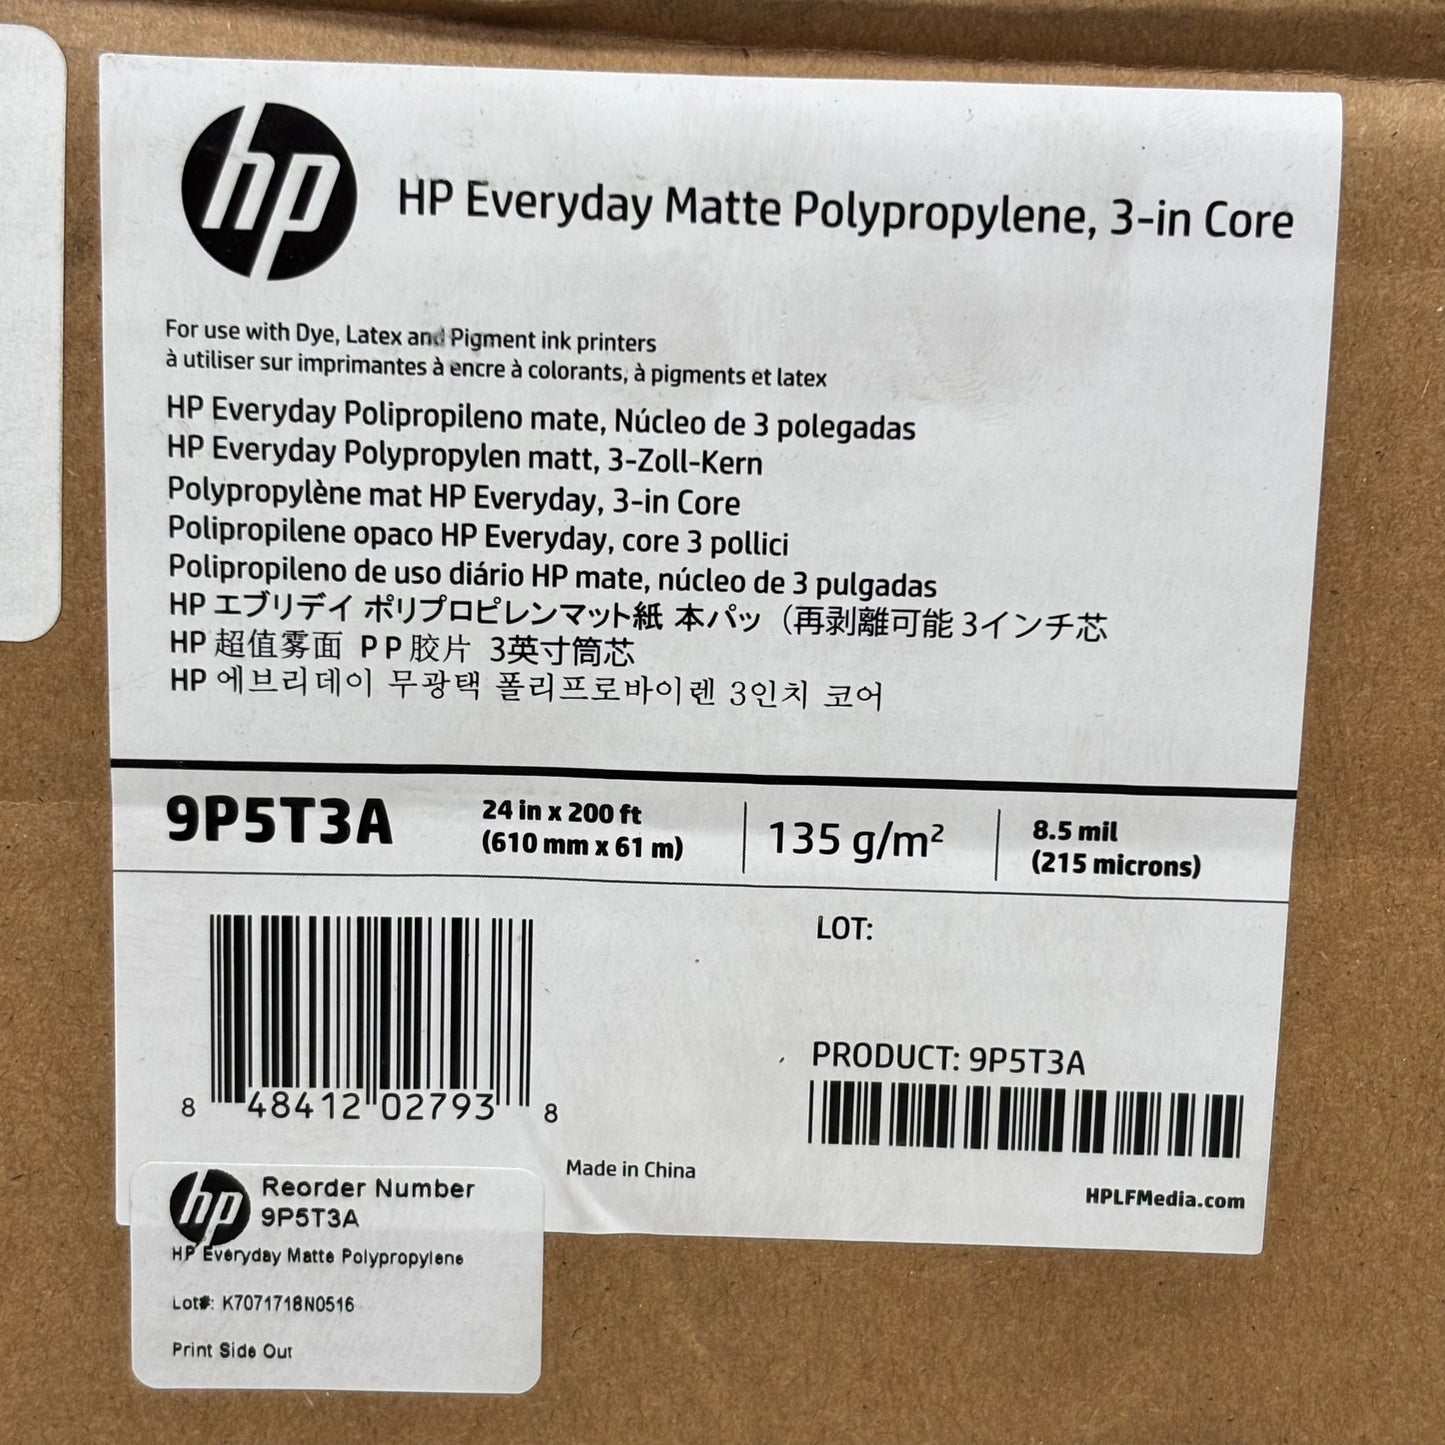 hp
HP Everyday Matte Polypropylene, 3-in Core
For use with Dye, Latex and Pigment ink printers
à utiliser sur imprimantes à encre à colorants, à pigments et latex
HP Everyday Polipropileno mate, Núcleo de 3 polegadas
HP Everyday Polypropylen matt, 3-Zoll-Kern
Polypropylène mat HP Everyday, 3-in Core
Polipropilene opaco HP Everyday, core 3 pollici
Polipropileno de uso diário HP mate, núcleo de 3 pulgadas
HP エブリデイ ポリプロピレンマット紙 本パッ（再剥離可能 3インチ芯
HP 超值雾面 PP胶片 3英寸筒芯
HP 에브리데이 무광택 폴리프로바이렌 3인치 코어
9P5T3A 24 in x 200 ft (610 mm x 61 m) 135 g/m² 8.5 mil (215 microns)
LOT:
PRODUCT: 9P5T3A
8 48412 02793 8
Made in China
HPLFMedia.com
hp Reorder Number
9P5T3A
HP Everyday Matte Polypropylene
Lot#: K7071718N0516
Print Side Out